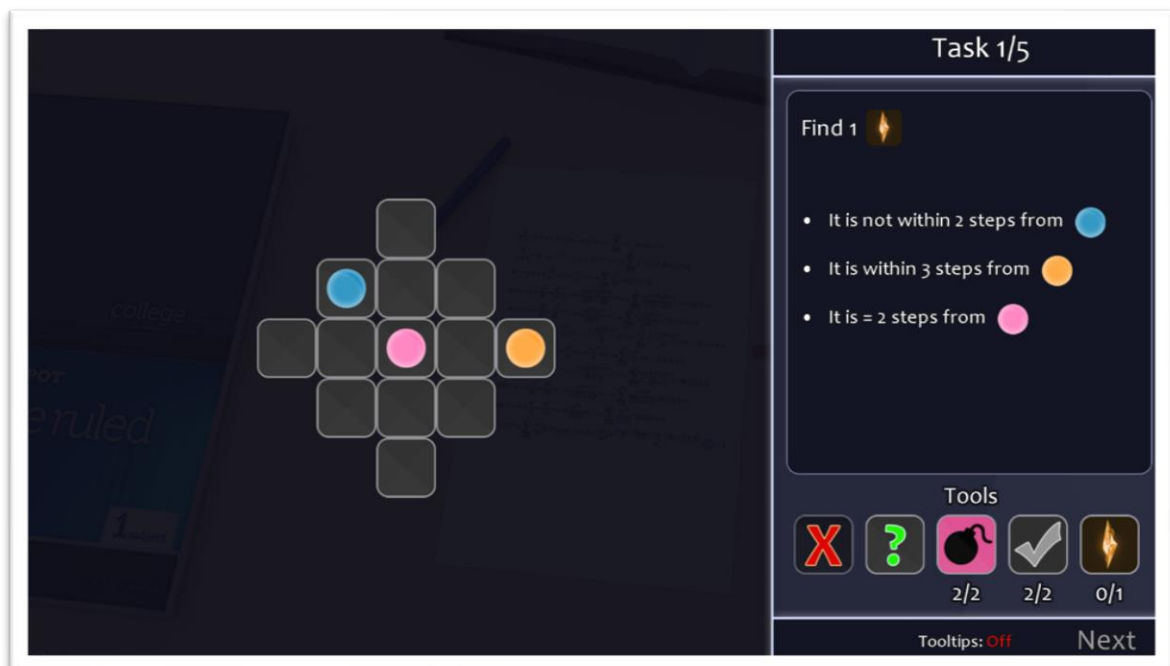 Task 1/5
Find 1
• It is not within 2 steps from
• It is within 3 steps from
• It is = 2 steps from
college
e ruled
Tools
X ?
2/2 2/2 0/1
Tooltips: Off Next